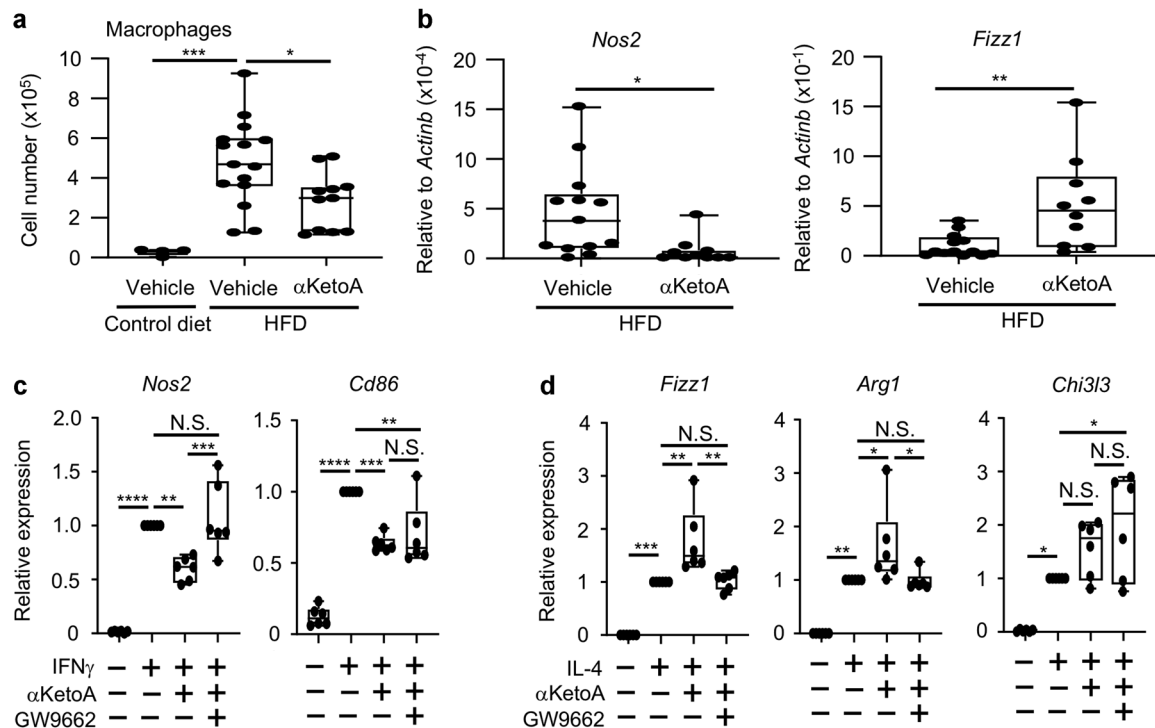 a
Macrophages
*** *
Cell number (x10⁵)
10
8
6
4
2
0
Vehicle Vehicle αKetoA
Control diet HFD
b
Nos2
*
Relative to Actinb (x10⁻⁴)
20
15
10
5
0
Vehicle αKetoA
HFD
Fizz1
**
Relative to Actinb (x10⁻¹)
20
15
10
5
0
Vehicle αKetoA
HFD
c
Nos2
N.S.
***
**** **
Relative expression
2.0
1.5
1.0
0.5
0
IFNγ − + + +
αKetoA − − + +
GW9662 − − − +
Cd86
**
N.S.
**** ***
1.5
1.0
0.5
0
− + + +
− − + +
− − − +
d
Fizz1
N.S.
** **
***
Relative expression
4
3
2
1
0
IL-4 − + + +
αKetoA − − + +
GW9662 − − − +
Arg1
N.S.
* *
**
4
3
2
1
0
− + + +
− − + +
− − − +
Chi3l3
*
N.S.
N.S.
*
4
3
2
1
0
− + + +
− − + +
− − − +